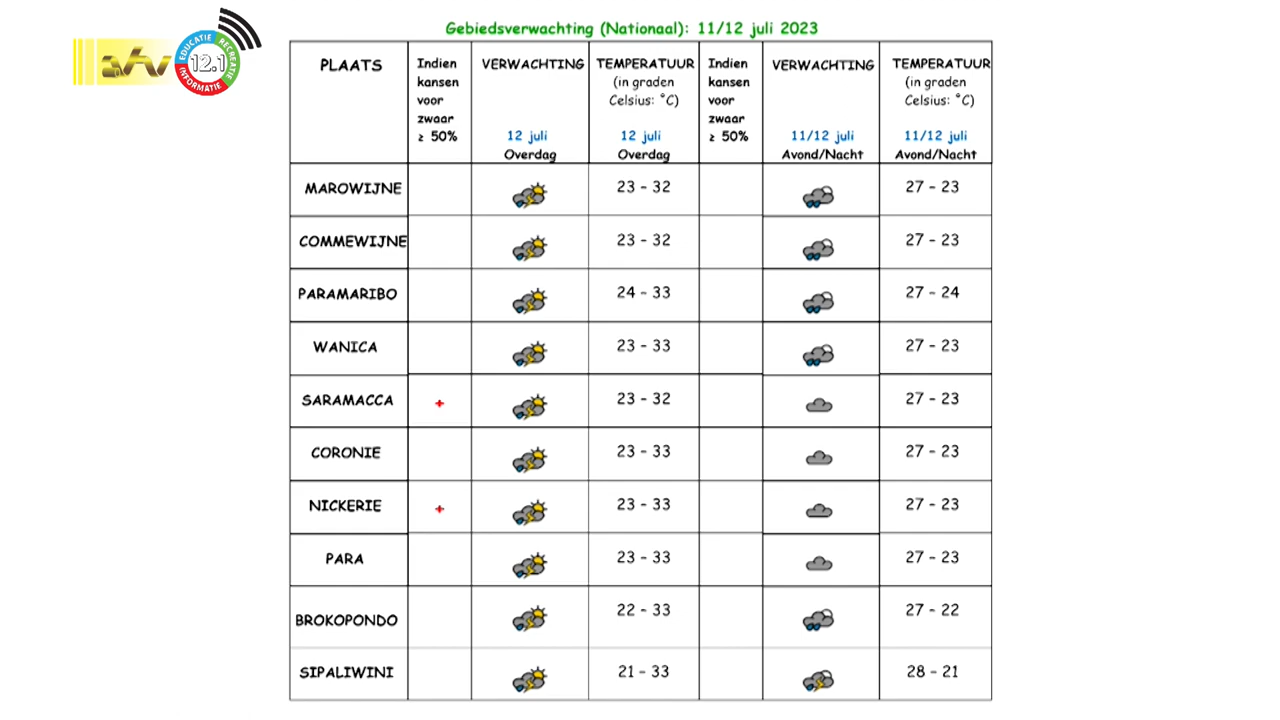 Gebiedsverwachting (Nationaal): 11/12 juli 2023
atv
EDUCATIE RECREATIE INFORMATIE
12.1
PLAATS
Indien kansen voor zwaar ≥ 50%
VERWACHTING 12 juli Overdag
TEMPERATUUR (in graden Celsius: °C) 12 juli Overdag
Indien kansen voor zwaar ≥ 50%
VERWACHTING 11/12 juli Avond/Nacht
TEMPERATUUR (in graden Celsius: °C) 11/12 juli Avond/Nacht
MAROWIJNE 23 - 32 27 - 23
COMMEWIJNE 23 - 32 27 - 23
PARAMARIBO 24 - 33 27 - 24
WANICA 23 - 33 27 - 23
SARAMACCA + 23 - 32 27 - 23
CORONIE 23 - 33 27 - 23
NICKERIE + 23 - 33 27 - 23
PARA 23 - 33 27 - 23
BROKOPONDO 22 - 33 27 - 22
SIPALIWINI 21 - 33 28 - 21